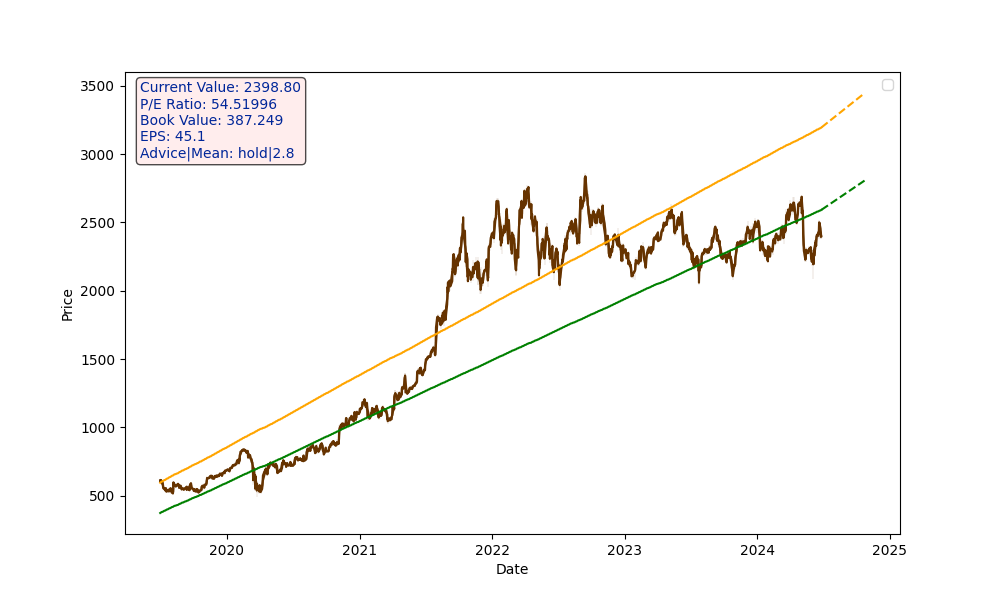 Current Value: 2398.80
P/E Ratio: 54.51996
Book Value: 387.249
EPS: 45.1
Advice|Mean: hold|2.8
3500
3000
2500
2000
1500
1000
500
Price
2020
2021
2022
2023
2024
2025
Date